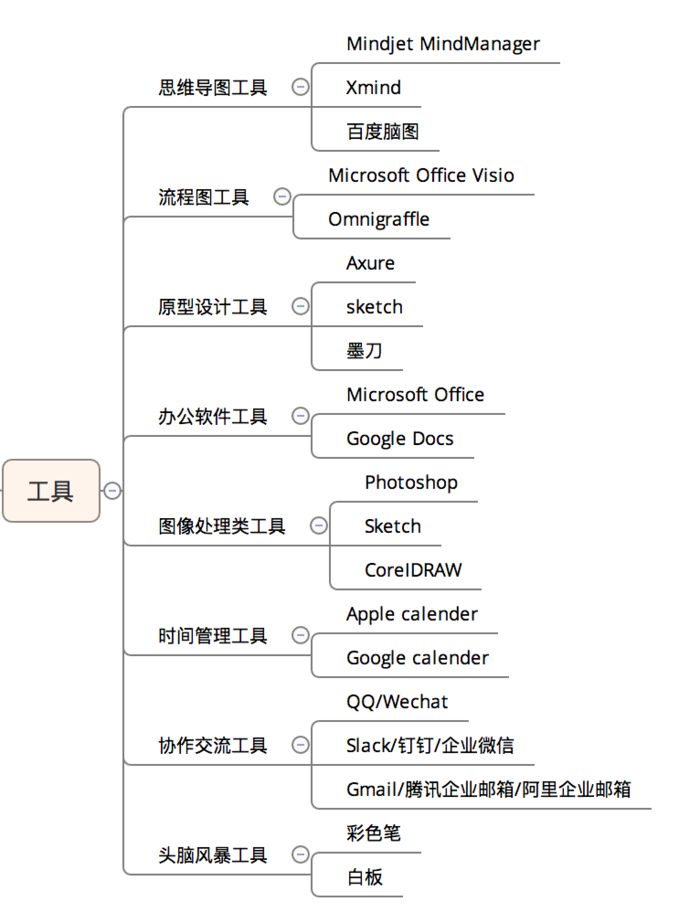 工具
思维导图工具
Mindjet MindManager
Xmind
百度脑图
流程图工具
Microsoft Office Visio
Omnigraffle
原型设计工具
Axure
sketch
墨刀
办公软件工具
Microsoft Office
Google Docs
图像处理类工具
Photoshop
Sketch
CorelDRAW
时间管理工具
Apple calender
Google calender
协作交流工具
QQ/Wechat
Slack/钉钉/企业微信
Gmail/腾讯企业邮箱/阿里企业邮箱
头脑风暴工具
彩色笔
白板